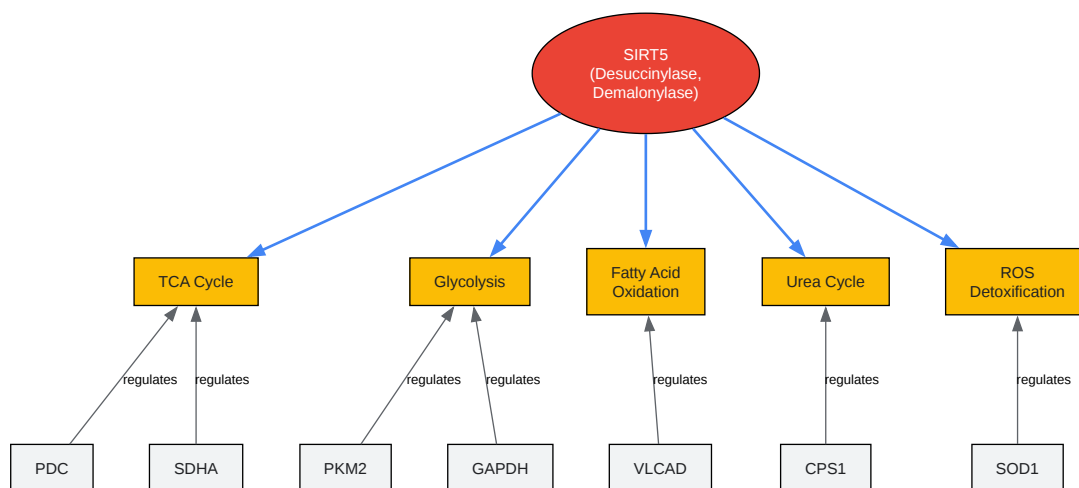 SIRT5
(Desuccinylase,
Demalonylase)
TCA Cycle
Glycolysis
Fatty Acid
Oxidation
Urea Cycle
ROS
Detoxification
regulates
regulates
regulates
regulates
regulates
regulates
regulates
PDC
SDHA
PKM2
GAPDH
VLCAD
CPS1
SOD1